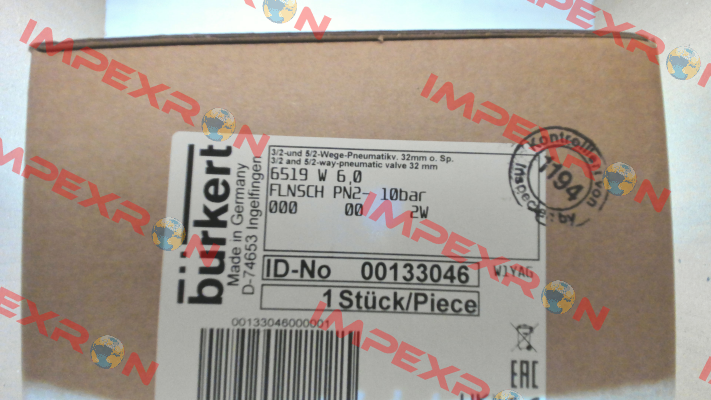 bürkert
Made in Germany
D-74653 Ingelfingen
3/2-und 5/2-Wege-Pneumatikv. 32mm o. Sp.
3/2 and 5/2-way-pneumatic valve 32 mm
6519 W 6,0
FLNSCH PN2- 10bar
000 00 2W
ID-No 00133046
W1YAG
1 Stück/Piece
00133046000001
Kontrolliert von
1194
Inspected by
EAC
IMPEXRON
IMPEXRON
IMPEXRON
IMPEXRON
IMPEXRON